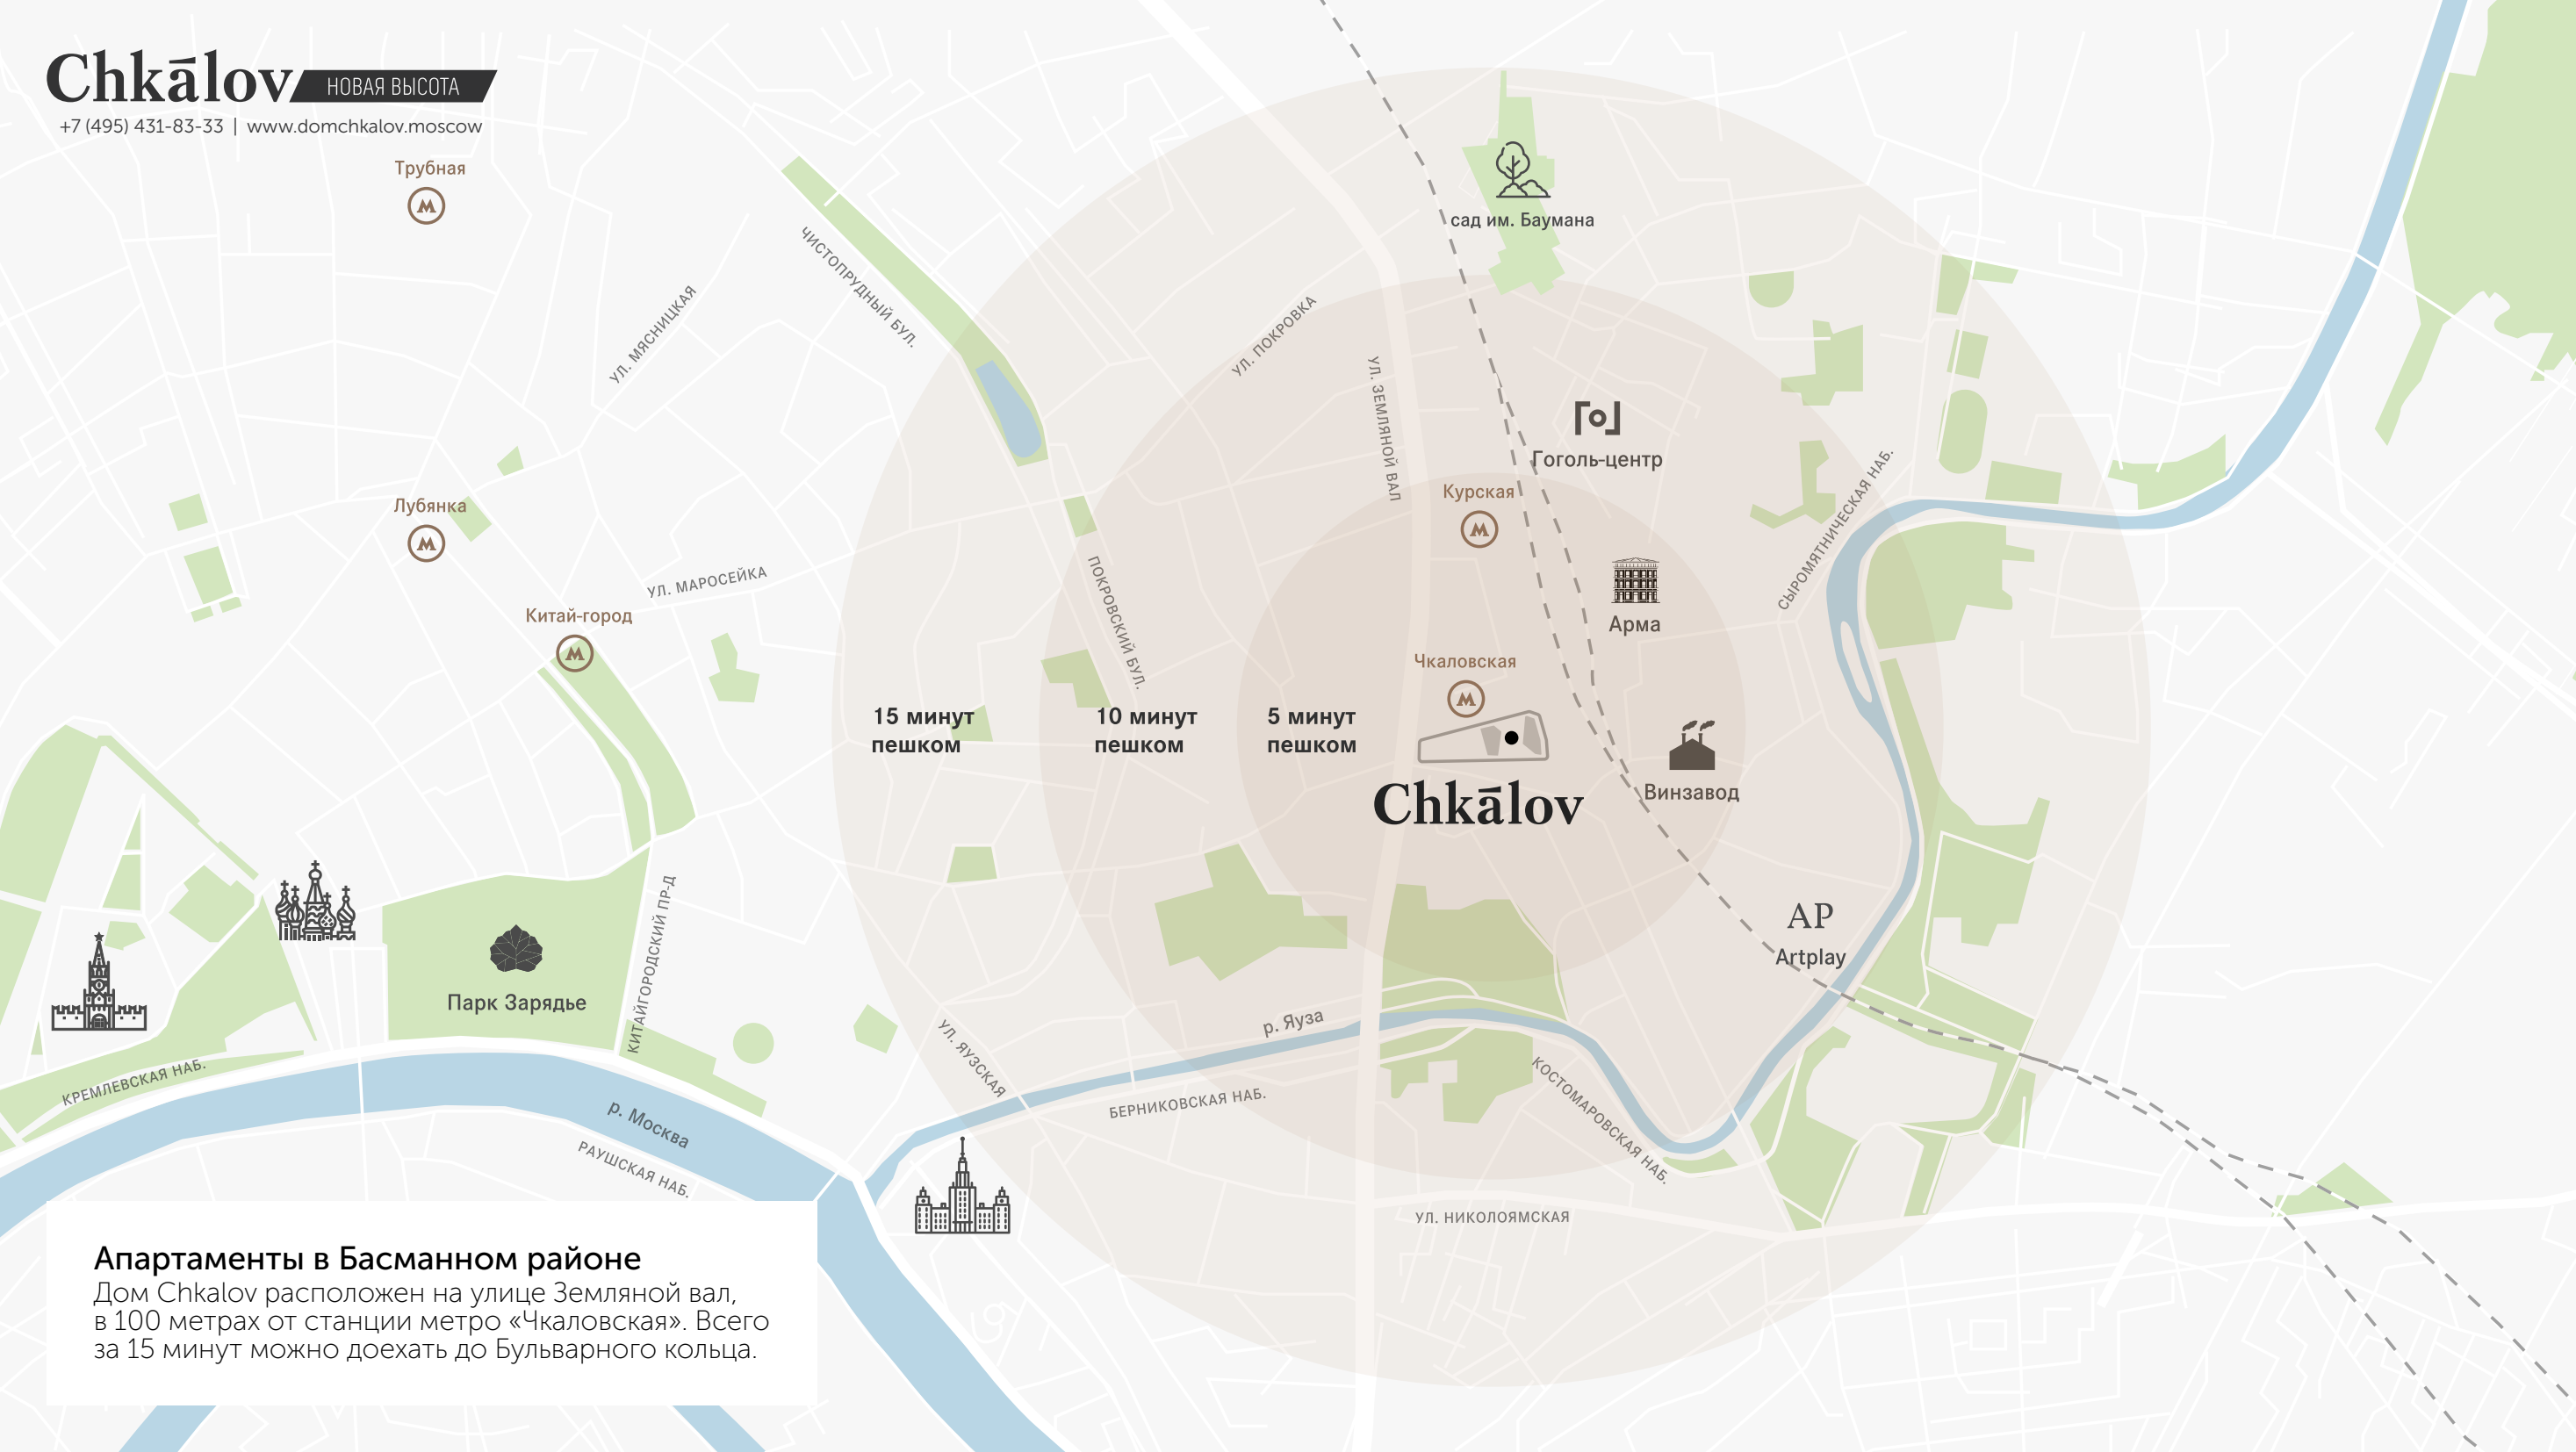 Chkálov НОВАЯ ВЫСОТА
+7 (495) 431-83-33 | www.domchkalov.moscow
Трубная
сад им. Баумана
ЧИСТОПРУДНЫЙ БУЛ.
УЛ. МЯСНИЦКАЯ
УЛ. ПОКРОВКА
УЛ. ЗЕМЛЯНОЙ ВАЛ
Гоголь-центр
Курская
Лубянка
СЫРОМЯТНИЧЕСКАЯ НАБ.
УЛ. МАРОСЕЙКА
Китай-город
ПОКРОВСКИЙ БУЛ.
Арма
Чкаловская
15 минут
пешком
10 минут
пешком
5 минут
пешком
Chkálov
Винзавод
AP
Artplay
КИТАЙГОРОДСКИЙ ПР-Д
Парк Зарядье
р. Яуза
УЛ. ЯУЗСКАЯ
КРЕМЛЕВСКАЯ НАБ.
р. Москва
БЕРНИКОВСКАЯ НАБ.
КОСТОМАРОВСКАЯ НАБ.
РАУШСКАЯ НАБ.
УЛ. НИКОЛОЯМСКАЯ
Апартаменты в Басманном районе
Дом Chkalov расположен на улице Земляной вал,
в 100 метрах от станции метро «Чкаловская». Всего
за 15 минут можно доехать до Бульварного кольца.